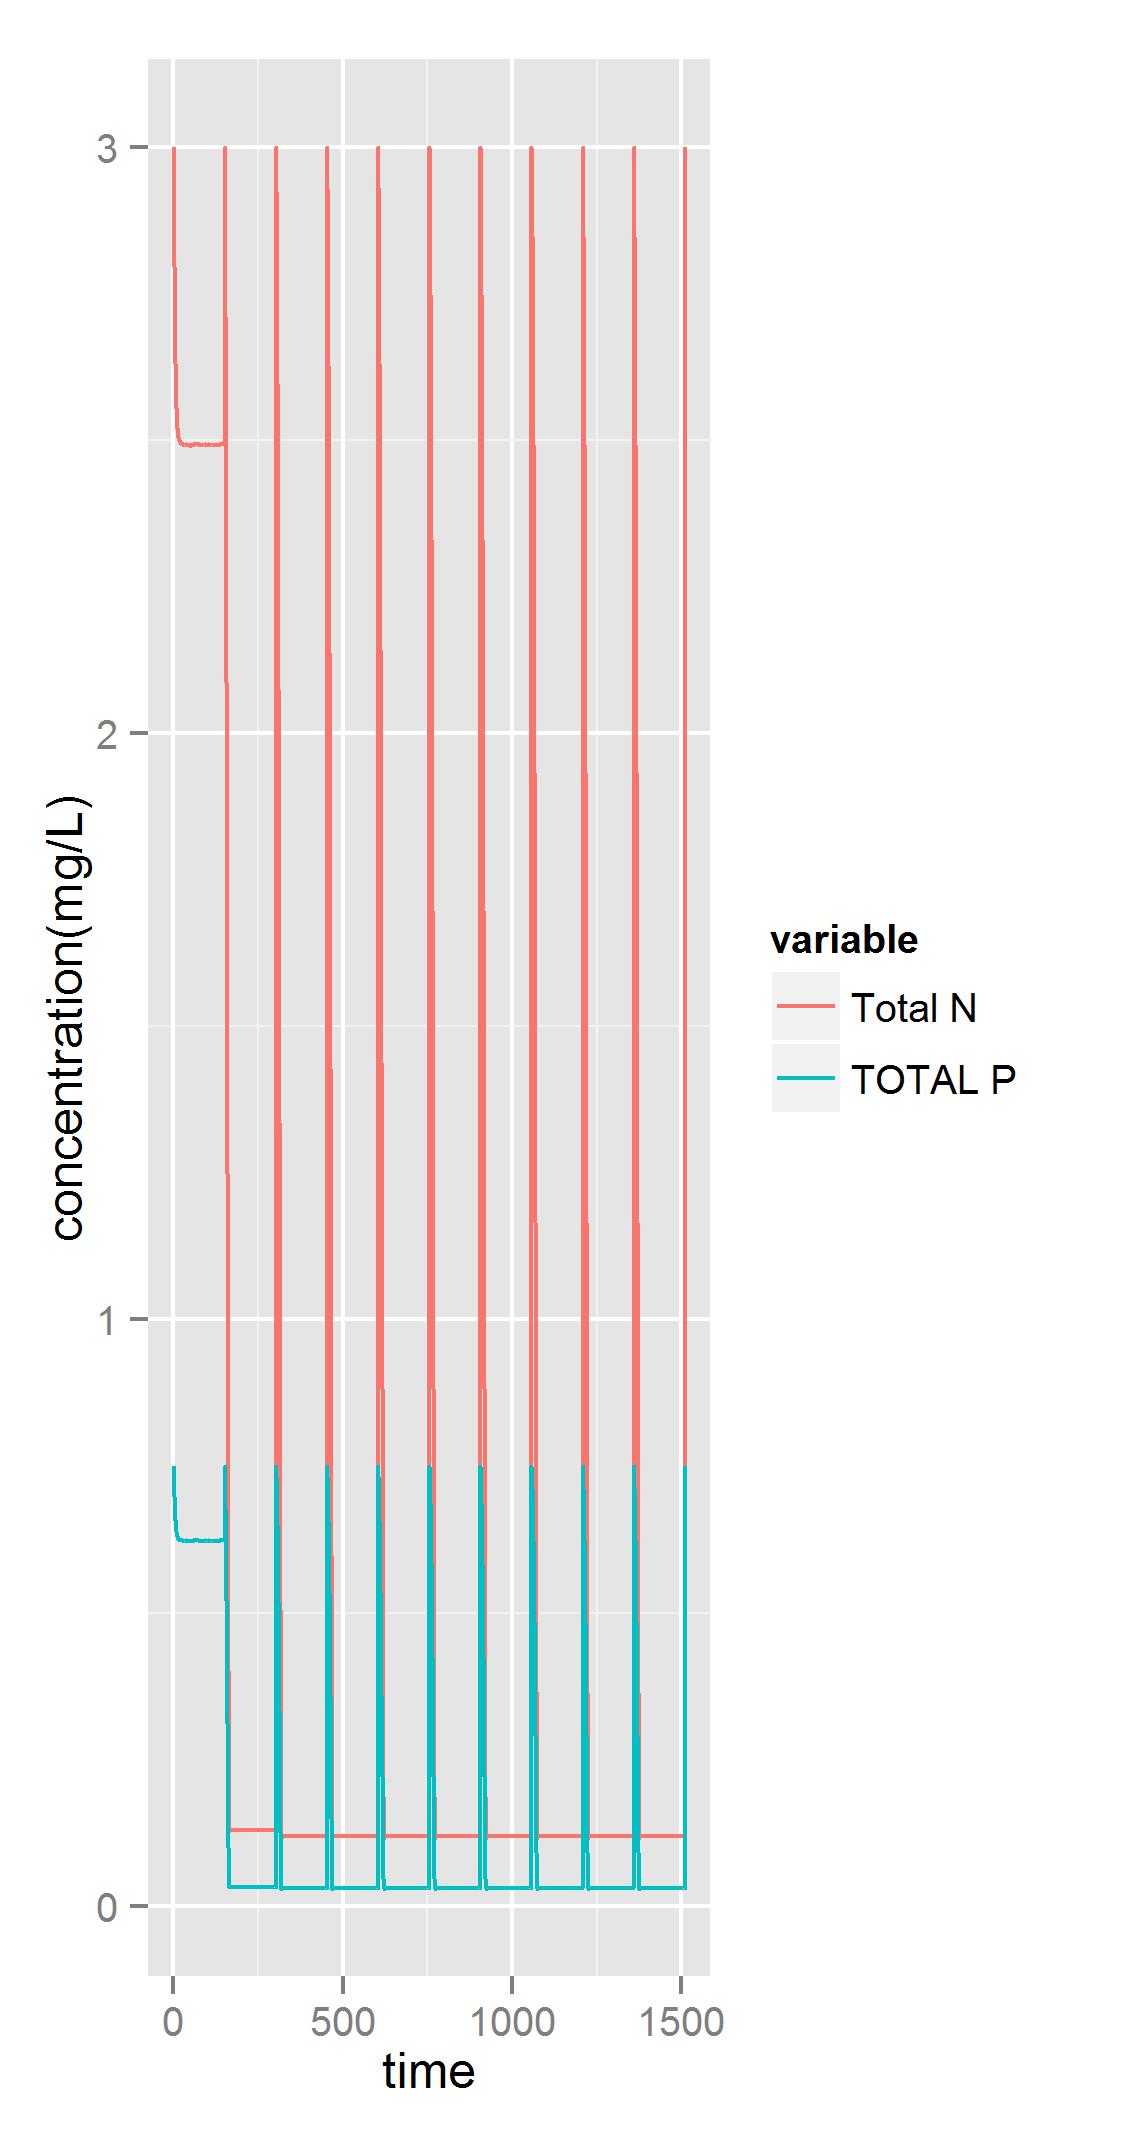 3
2
1
0
concentration(mg/L)
0 500 1000 1500
time
variable
Total N
TOTAL P